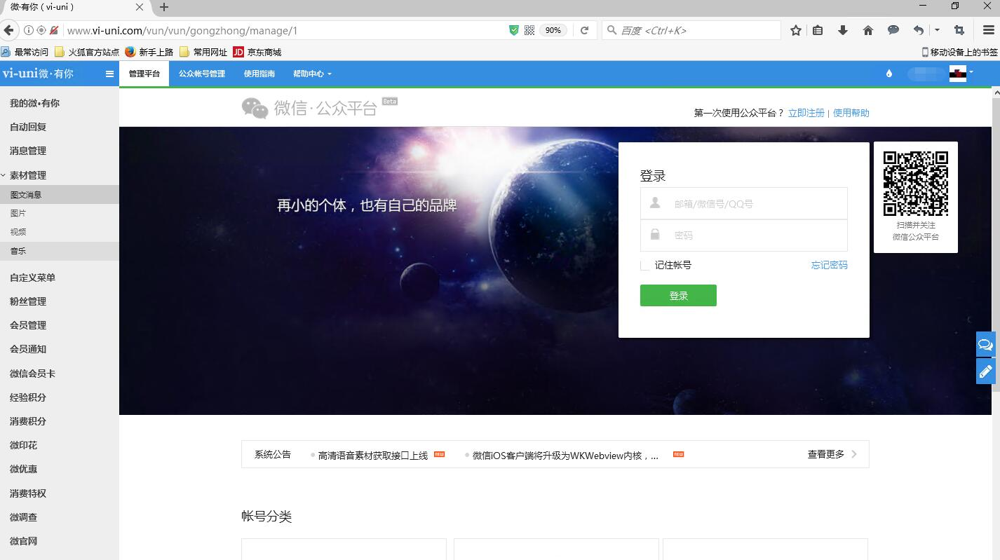 微·有你（vi-uni）
www.vi-uni.com/vun/vun/gongzhong/manage/1
90%
百度 <Ctrl+K>
最常访问
火狐官方站点
新手上路
常用网址
JD
京东商城
移动设备上的书签
vi-uni微·有你
管理平台
公众帐号管理
使用指南
帮助中心
我的微•有你
自动回复
消息管理
素材管理
图文消息
图片
视频
音乐
自定义菜单
粉丝管理
会员管理
会员通知
微信会员卡
经验积分
消费积分
微印花
微优惠
消费特权
微调查
微官网
微信·公众平台
Beta
第一次使用公众平台？ 立即注册 | 使用帮助
再小的个体，也有自己的品牌
登录
邮箱/微信号/QQ号
密码
记住帐号
忘记密码
登录
扫描并关注
微信公众平台
系统公告
高清语音素材获取接口上线
NEW
微信iOS客户端将升级为WKWebview内核，...
NEW
查看更多
帐号分类